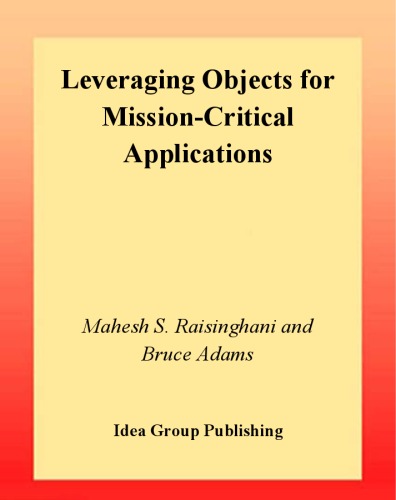 Leveraging Objects for
Mission-Critical
Applications
Mahesh S. Raisinghani and
Bruce Adams
Idea Group Publishing